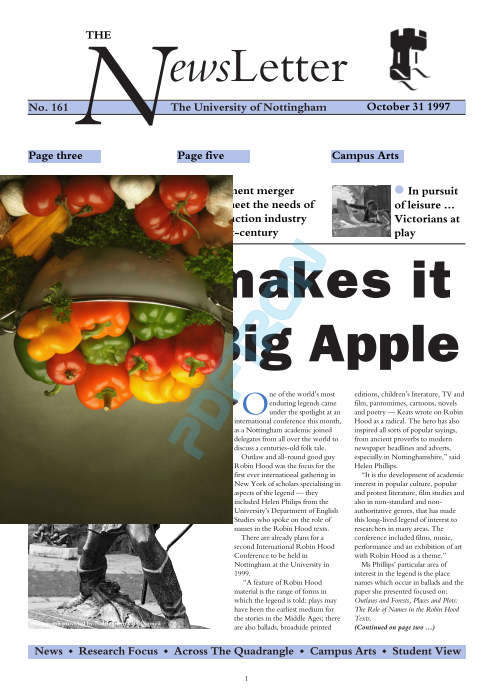 THE
NewsLetter
No. 161
The University of Nottingham
October 31 1997
Page three
Page five
Campus Arts
ment merger
meet the needs of
uction industry
t-century
In pursuit
of leisure …
Victorians at
play
makes it
Big Apple
One of the world's most
enduring legends came
under the spotlight at an
international conference this month,
as a Nottingham academic joined
delegates from all over the world to
discuss a centuries-old folk tale.
Outlaw and all-round good guy
Robin Hood was the focus for the
first ever international gathering in
New York of scholars specialising in
aspects of the legend — they
included Helen Philips from the
University's Department of English
Studies who spoke on the role of
names in the Robin Hood texts.
There are already plans for a
second International Robin Hood
Conference to be held in
Nottingham at the University in
1999.
"A feature of Robin Hood
material is the range of forms in
which the legend is told: plays may
have been the earliest medium for
the stories in the Middle Ages; there
are also ballads, broadside printed
editions, children's literature, TV and
film, pantomimes, cartoons, novels
and poetry — Keats wrote on Robin
Hood as a radical. The hero has also
inspired all sorts of popular sayings,
from ancient proverbs to modern
newspaper headlines and adverts,
especially in Nottinghamshire," said
Helen Phillips.
"It is the development of academic
interest in popular culture, popular
and protest literature, film studies and
also in non-standard and non-
authoritative genres, that has made
this long-lived legend of interest to
researchers in many areas. The
conference included films, music,
performance and an exhibition of art
with Robin Hood as a theme."
Ms Phillips' particular area of
interest in the legend is the place
names which occur in ballads and the
paper she presented focused on:
Outlaws and Forests, Places and Plots:
The Role of Names in the Robin Hood
Texts.
(Continued on page two …)
PDFTRON
News • Research Focus • Across The Quadrangle • Campus Arts • Student View
1